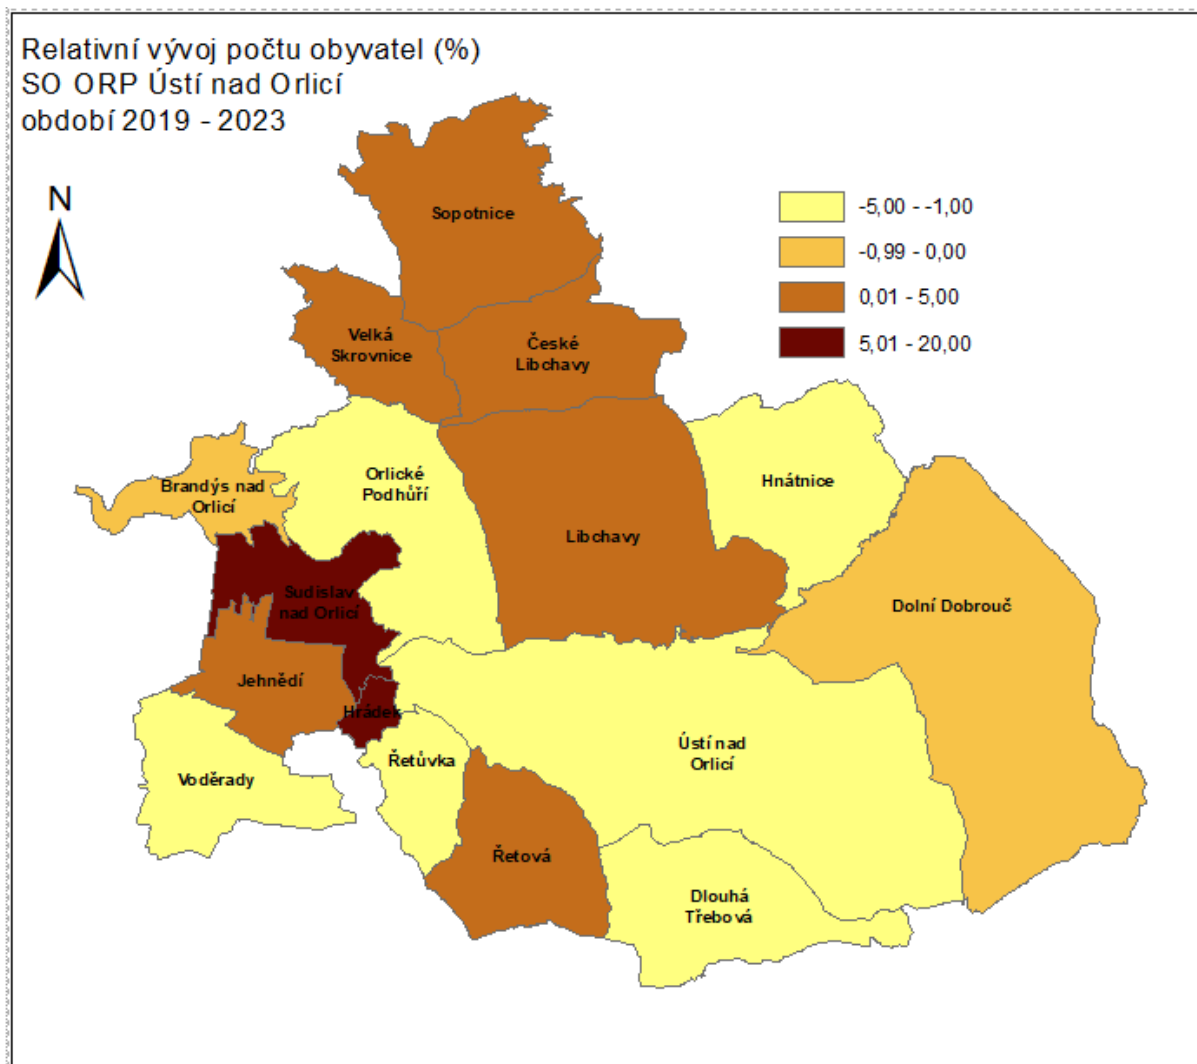 Relativní vývoj počtu obyvatel (%)
SO ORP Ústí nad Orlicí
období 2019 - 2023
N
-5,00 - -1,00
-0,99 - 0,00
0,01 - 5,00
5,01 - 20,00
Sopotnice
Velká
Skrovnice
České
Libchavy
Orlické
Podhůří
Hnátnice
Brandýs nad
Orlicí
Libchavy
Sudislav
nad Orlicí
Dolní Dobrouč
Jehnědí
Hrádek
Ústí nad
Orlicí
Řetůvka
Voděrady
Řetová
Dlouhá
Třebová